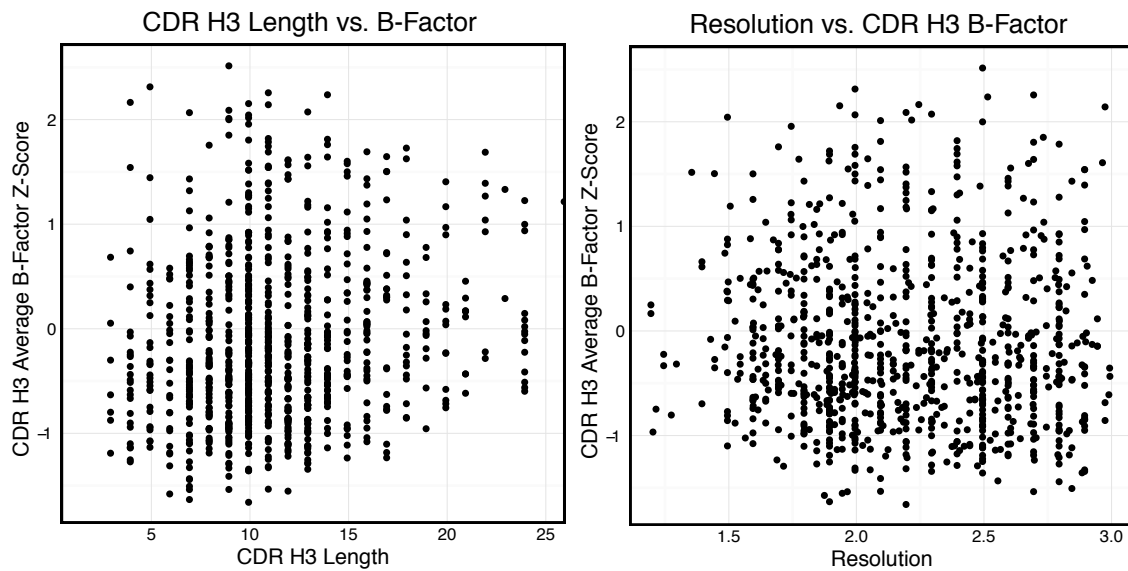 CDR H3 Length vs. B-Factor
CDR H3 Average B-Factor Z-Score
2
1
0
−1
5
10
15
20
25
CDR H3 Length
Resolution vs. CDR H3 B-Factor
CDR H3 Average B-Factor Z-Score
2
1
0
−1
1.5
2.0
2.5
3.0
Resolution